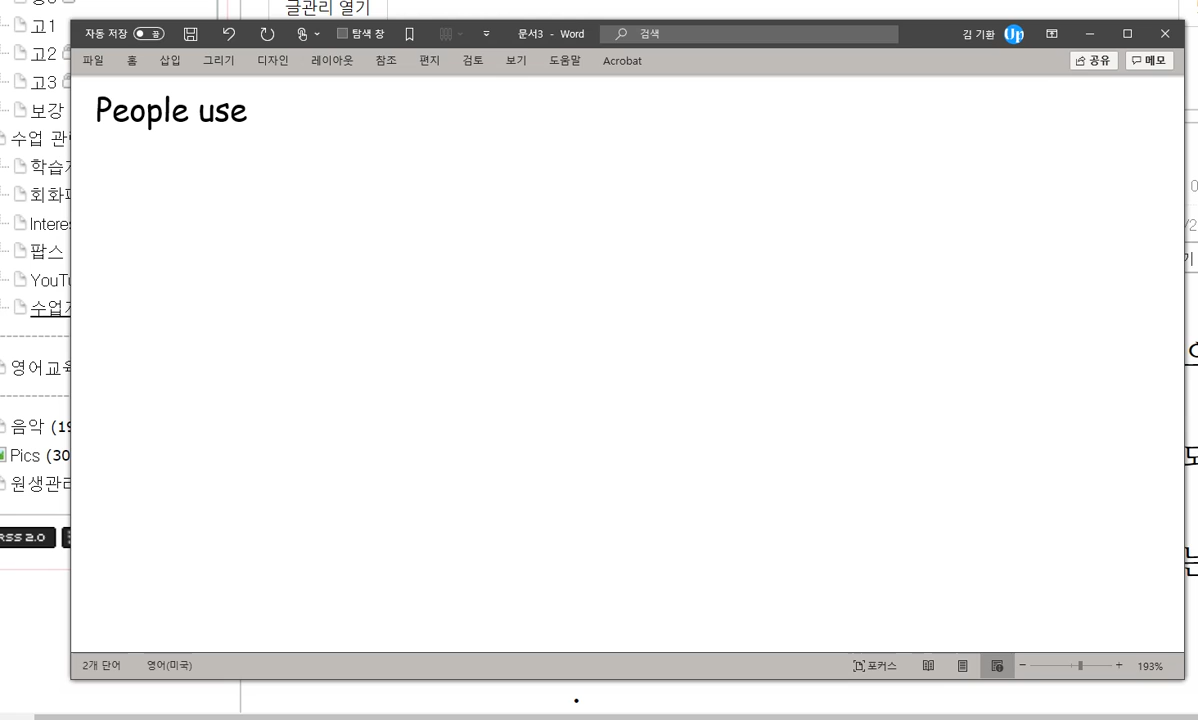 글관리 열기
고1
고2
고3
보강
수업 관
학습
회화
Interes
팝스
YouTu
수업
영어교육
음악 (19
Pics (30
원생관리
RSS 2.0
자동 저장 끔 탐색 창 문서3 - Word 검색 김 기환 Up
파일 홈 삽입 그리기 디자인 레이아웃 참조 편지 검토 보기 도움말 Acrobat 공유 메모
People use
2개 단어 영어(미국) 포커스 193%